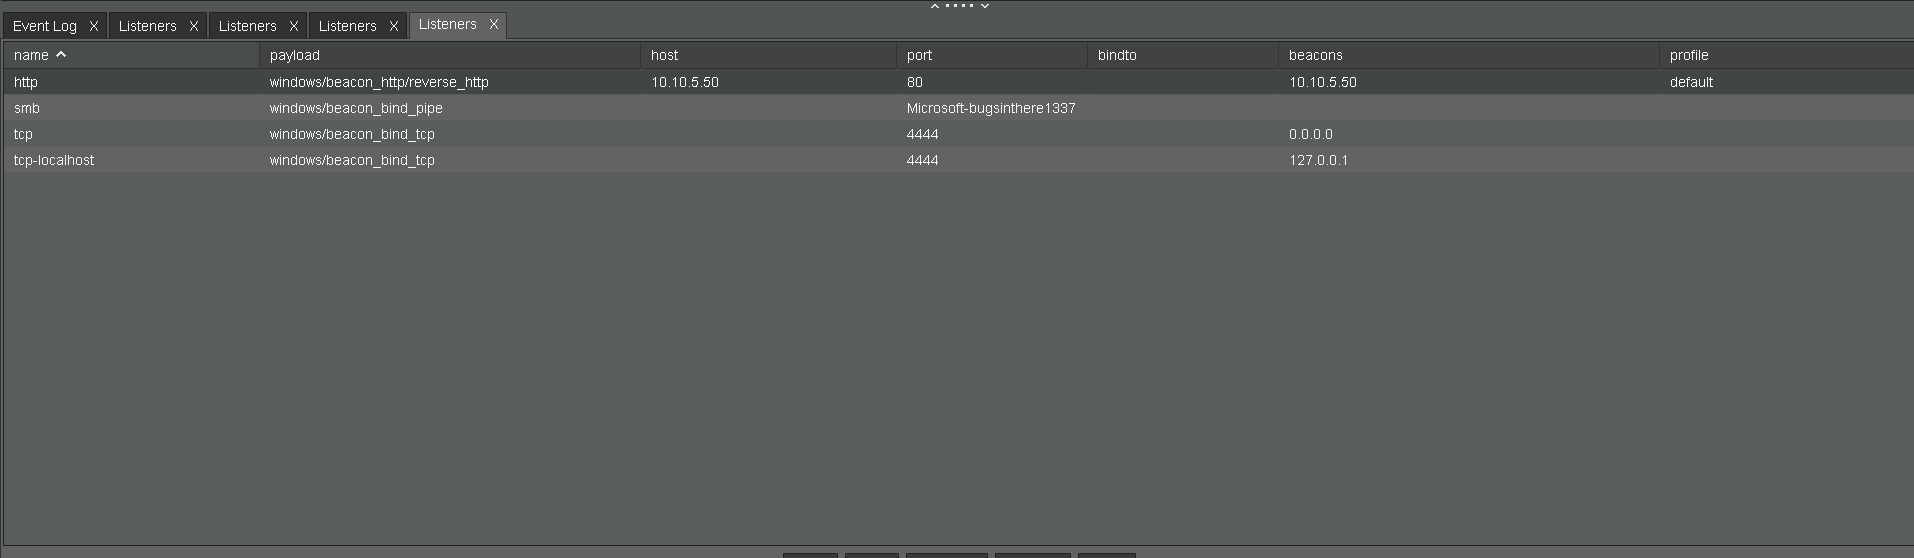 Event Log X Listeners X Listeners X Listeners X Listeners X
name payload host port bindto beacons profile
http windows/beacon_http/reverse_http 10.10.5.50 80 10.10.5.50 default
smb windows/beacon_bind_pipe Microsoft-bugsinthere1337
tcp windows/beacon_bind_tcp 4444 0.0.0.0
tcp-localhost windows/beacon_bind_tcp 4444 127.0.0.1